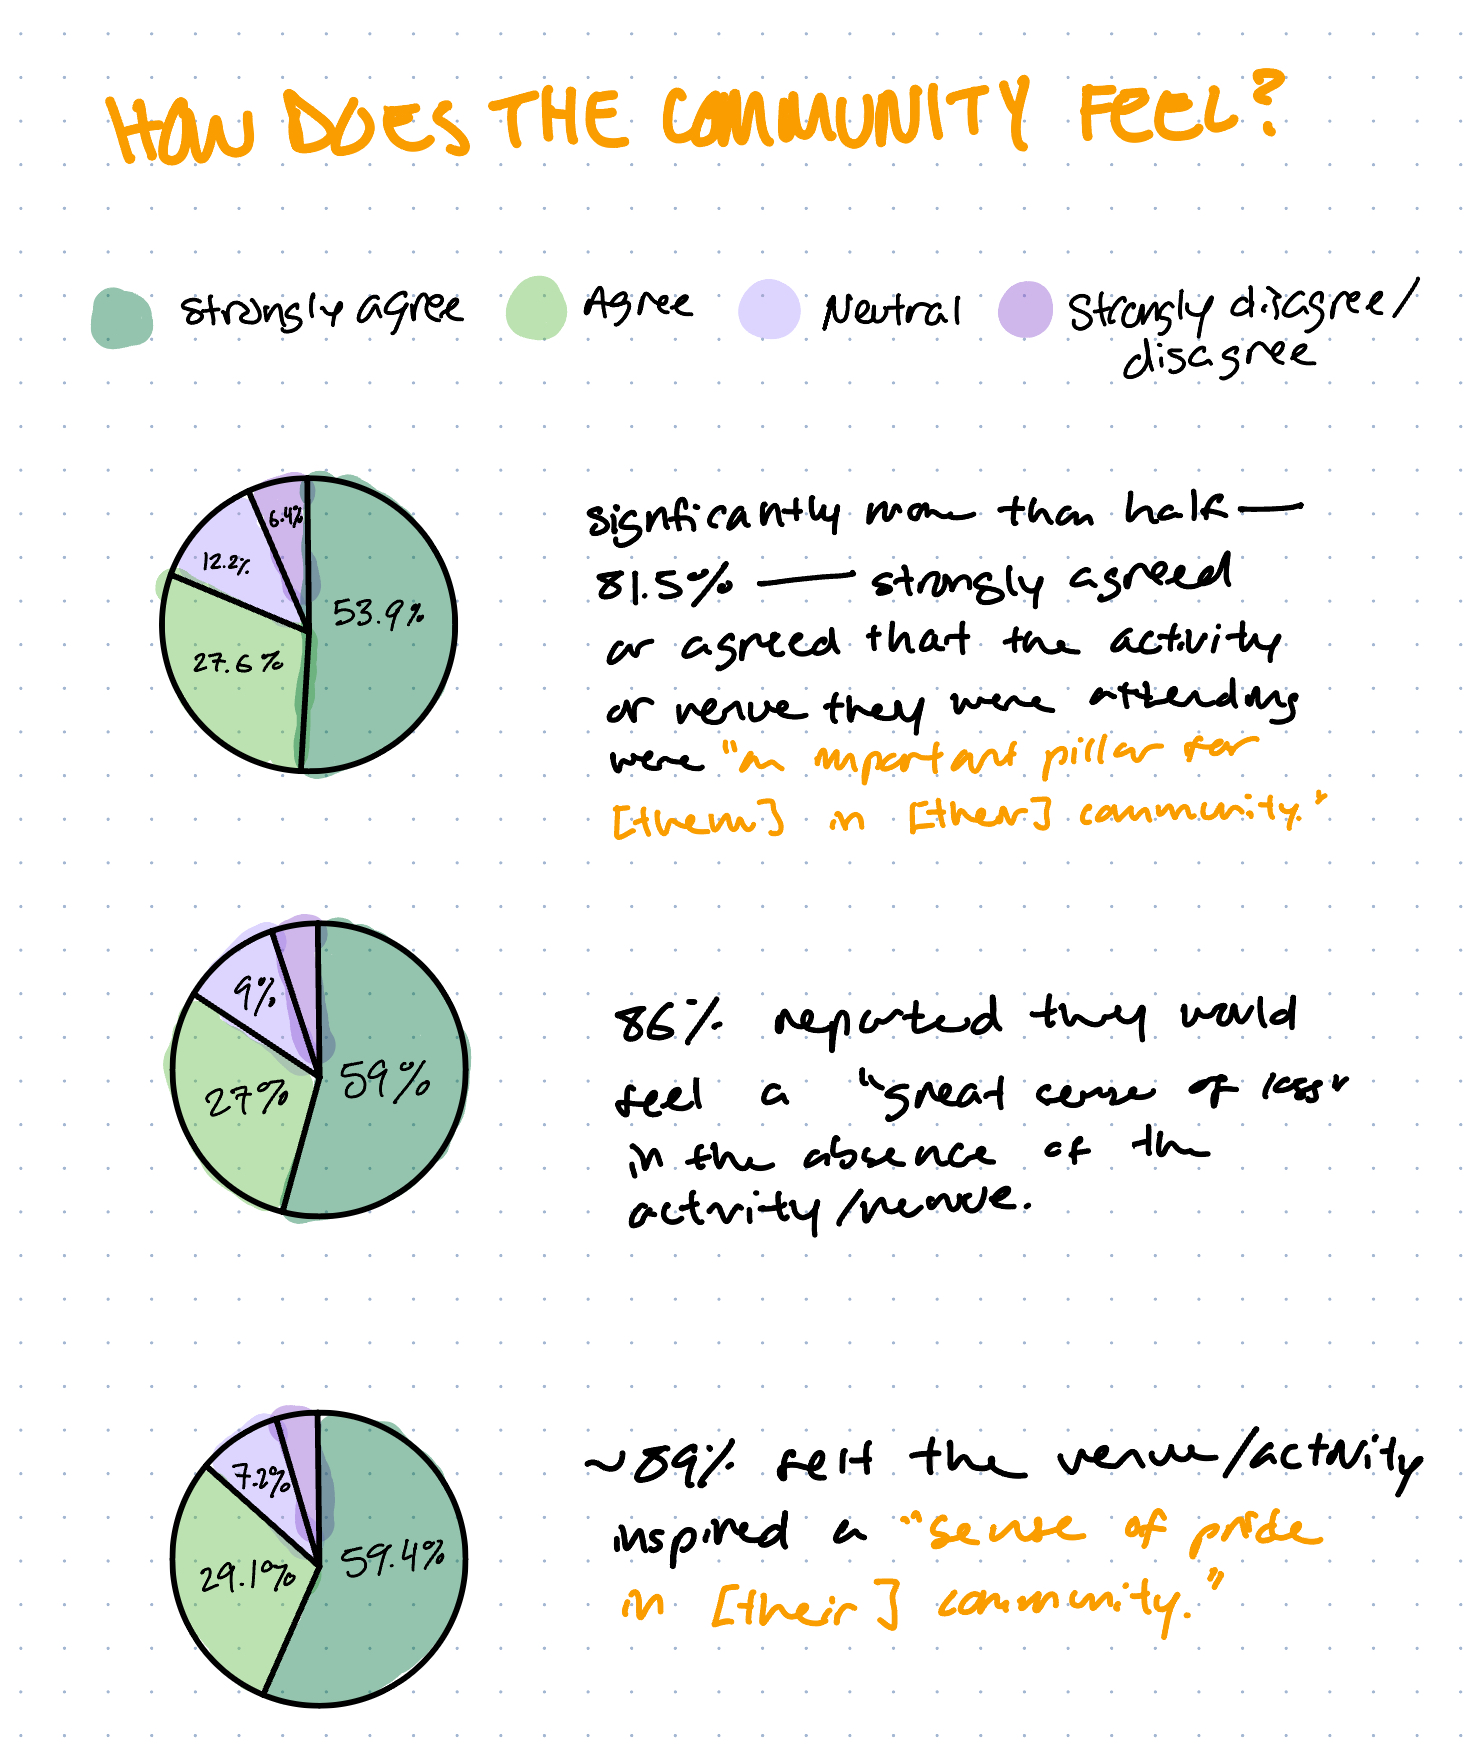 HOW DOES THE COMMUNITY FEEL?
strongly agree
Agree
Neutral
Strongly disagree/
disagree
6.4%
12.2%
53.9%
27.6%
signficantly more than half —
81.5% — strongly agreed
or agreed that the activity
or venue they were attending
were "an important pillar for
[them] in [their] community."
9%
59%
27%
86% reported they would
feel a "great sense of loss"
in the absence of the
activity/venue.
7.2%
59.4%
29.1%
~89% felt the venue/activity
inspired a "sense of pride
in [their] community."